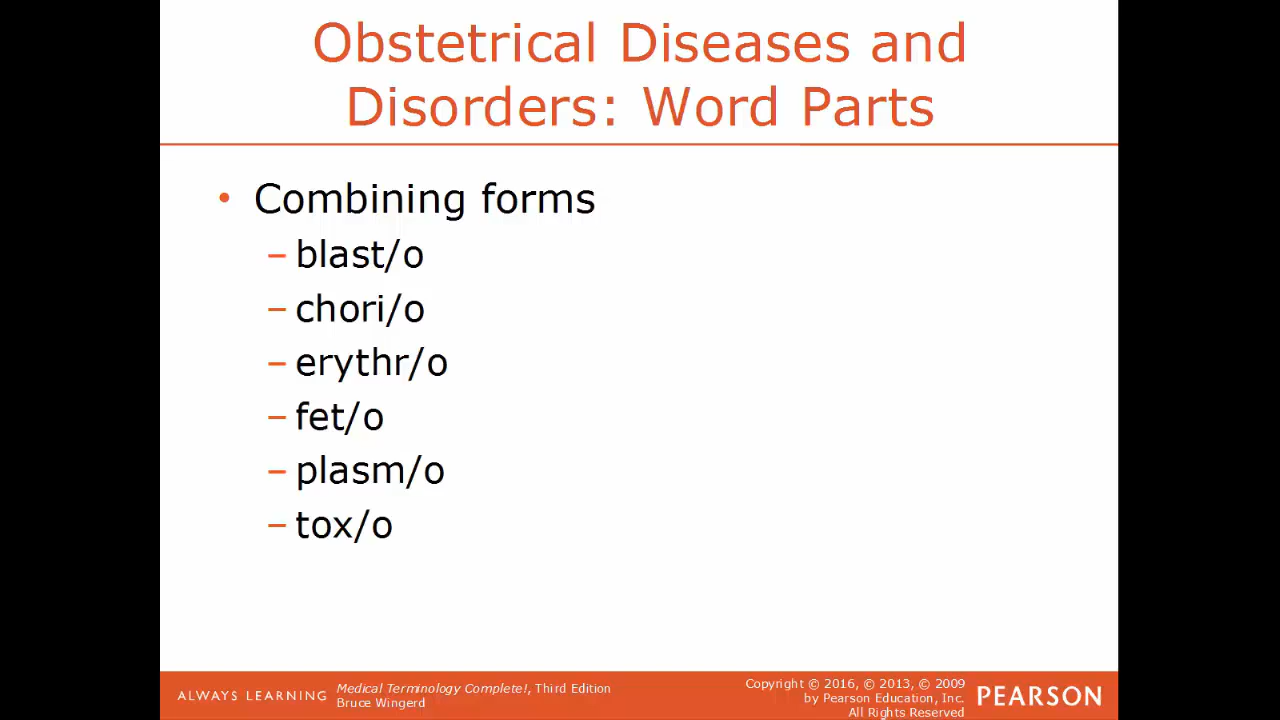 Obstetrical Diseases and
Disorders: Word Parts
• Combining forms
– blast/o
– chori/o
– erythr/o
– fet/o
– plasm/o
– tox/o
ALWAYS LEARNING
Medical Terminology Complete!, Third Edition
Bruce Wingerd
Copyright © 2016, © 2013, © 2009
by Pearson Education, Inc.
All Rights Reserved
PEARSON